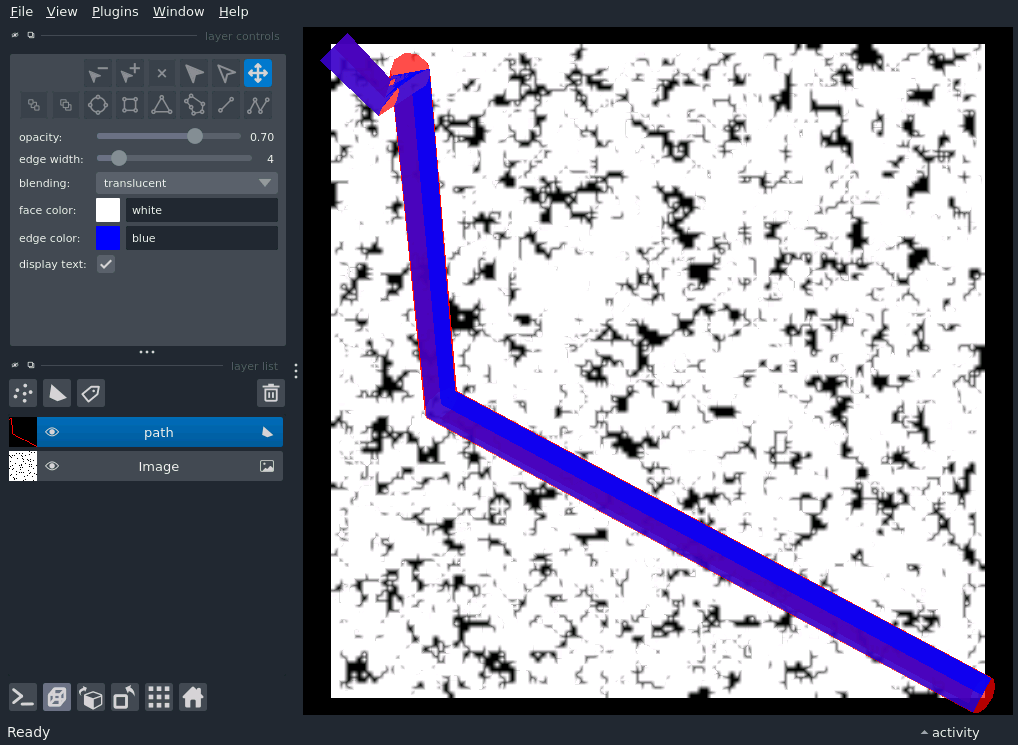 File View Plugins Window Help
layer controls
opacity: 0.70
edge width: 4
blending: translucent
face color: white
edge color: blue
display text:
layer list
path
Image
Ready
activity